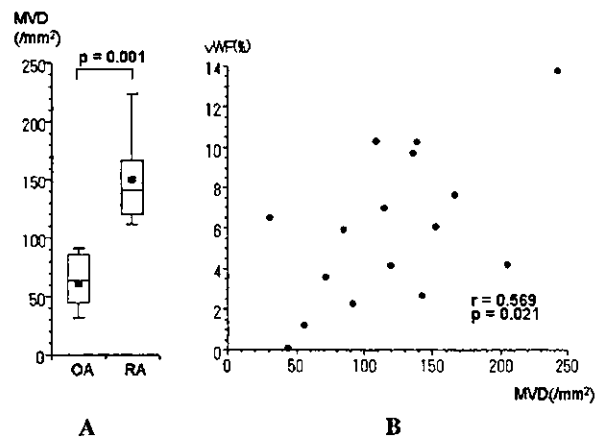 MVD
(/mm²)
p = 0.001
250
200
150
100
50
0
OA
RA
A
vWF(%)
14
12
10
8
6
4
2
0
r = 0.569
p = 0.021
0
50
100
150
200
250
MVD(/mm²)
B